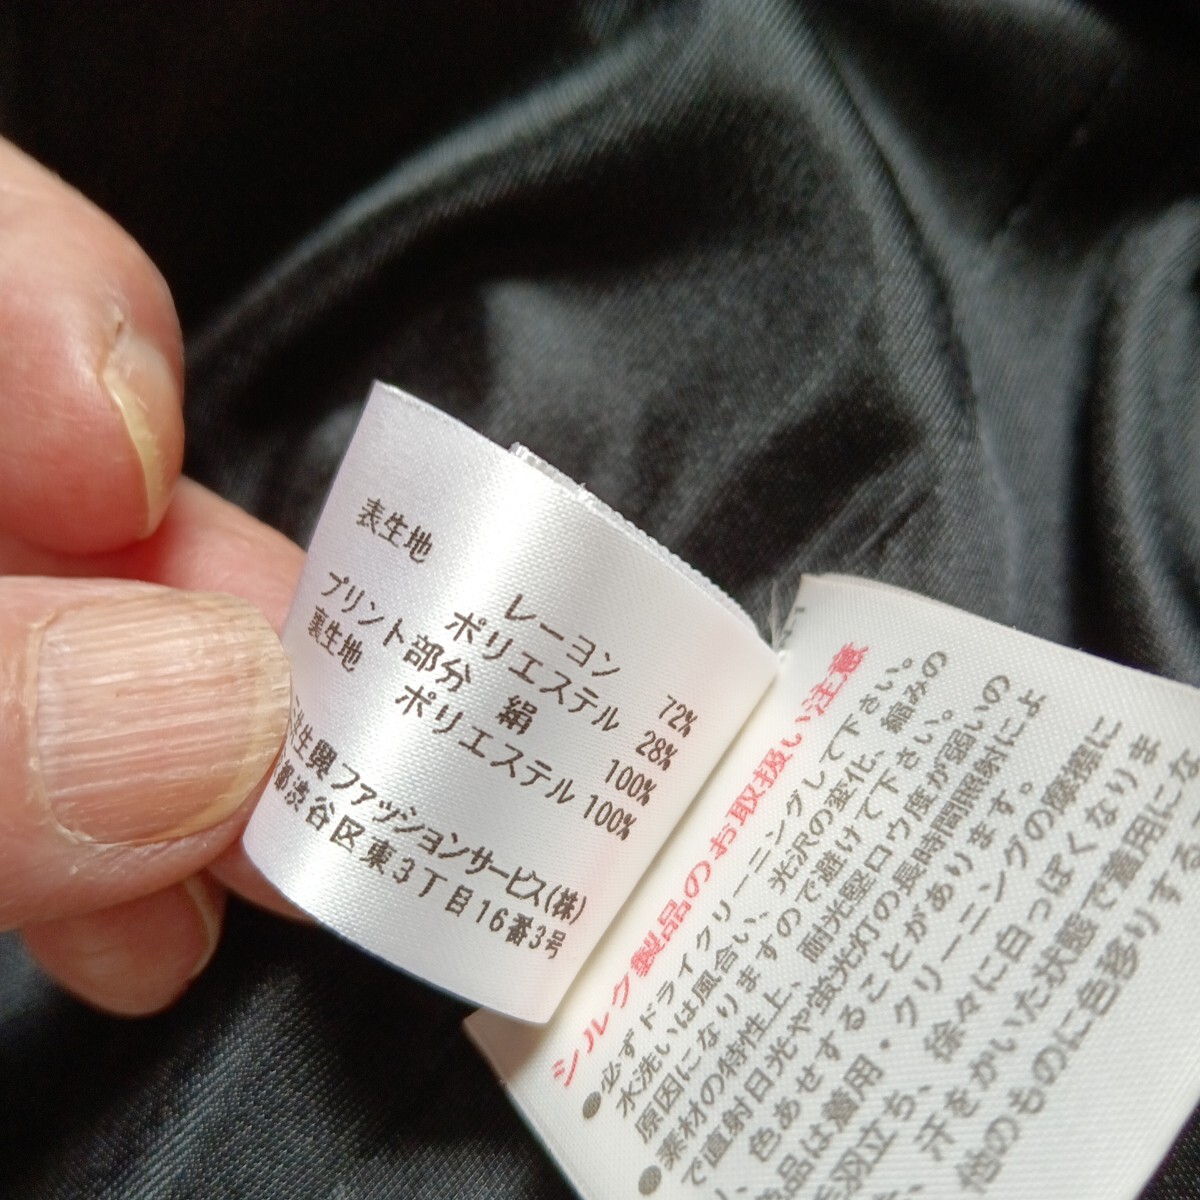 表生地
レーヨン 72%
ポリエステル 28%
プリント部分 絹 100%
裏生地
ポリエステル 100%
生興ファッションサービス(株)
都渋谷区東3丁目16番3号
シルク製品のお取扱い注意
●必ずドライクリーニングして下さい。
水洗いは風合い、光沢の変化、縮みの
原因になりますので避けて下さい。
●素材の特性上、耐光堅ロウ度が弱いの
で直射日光や蛍光灯の長時間照射によ
色あせすることがあります。
品は着用・クリーニングの摩擦に
羽立ち、徐々に白っぽくなりま
汗をかいた状態で着用にな
他のものに色移りする